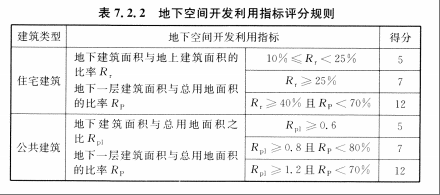 表 7.2.2 地下空间开发利用指标评分规则
建筑类型 地下空间开发利用指标 得分
住宅建筑
地下建筑面积与地上建筑面积的
比率 Rr
地下一层建筑面积与总用地面积
的比率 RP
10%≤Rr＜25% 5
Rr≥25% 7
Rr≥40%且RP＜70% 12
公共建筑
地下建筑面积与总用地面积之
比 Rp1
地下一层建筑面积与总用地面积
的比率 RP
Rp1≥0.6 5
Rp1≥0.8且RP＜80% 7
Rp1≥1.2且RP＜70% 12